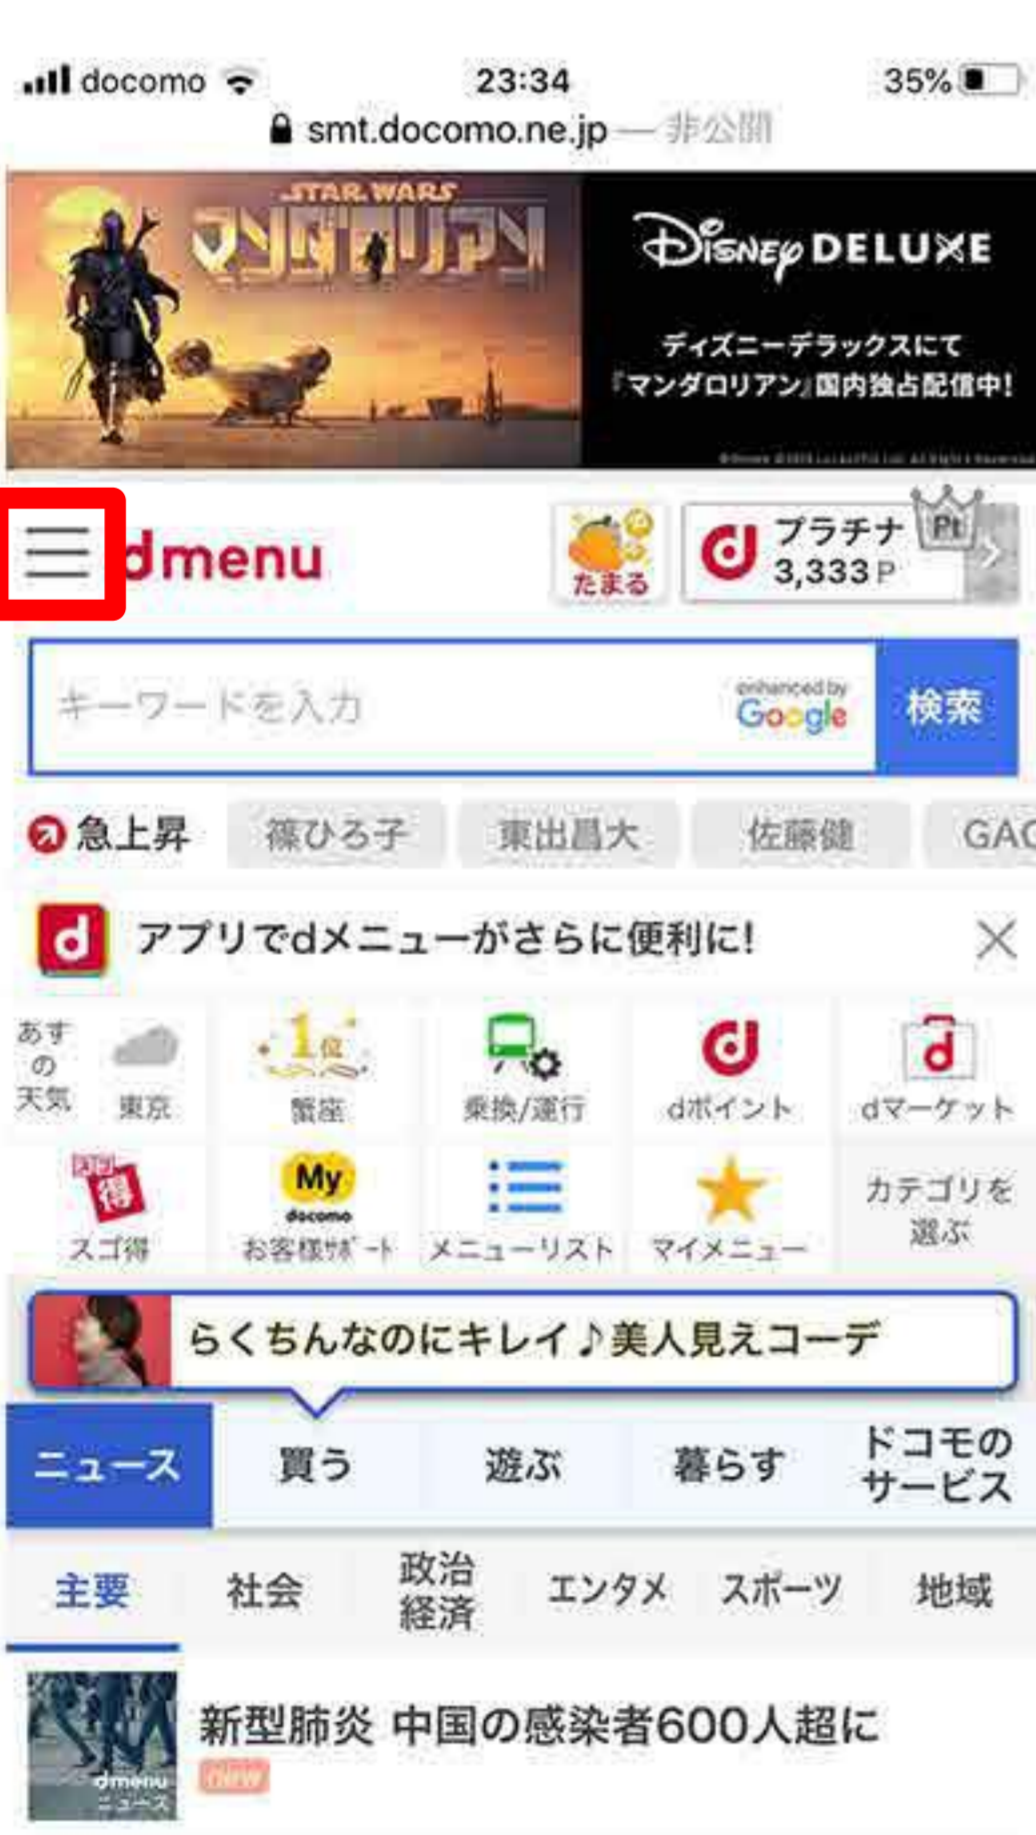 docomo 23:34 35%
smt.docomo.ne.jp — 非公開
STAR WARS
マンダロリアン
Disney DELUXE
ディズニーデラックスにて
『マンダロリアン』国内独占配信中!
dmenu
たまる
d プラチナ Pt
3,333 P
キーワードを入力
enhanced by
Google
検索
急上昇 篠ひろ子 東出昌大 佐藤健 GAC
d アプリでdメニューがさらに便利に!
あす
の
天気
東京
1位
蟹座
乗換/運行
dポイント
dマーケット
スゴ得
My
docomo
お客様サポート
メニューリスト
マイメニュー
カテゴリを
選ぶ
らくちんなのにキレイ♪美人見えコーデ
ニュース 買う 遊ぶ 暮らす
ドコモの
サービス
主要 社会
政治
経済
エンタメ スポーツ 地域
新型肺炎 中国の感染者600人超に
new
dmenu
ニュース